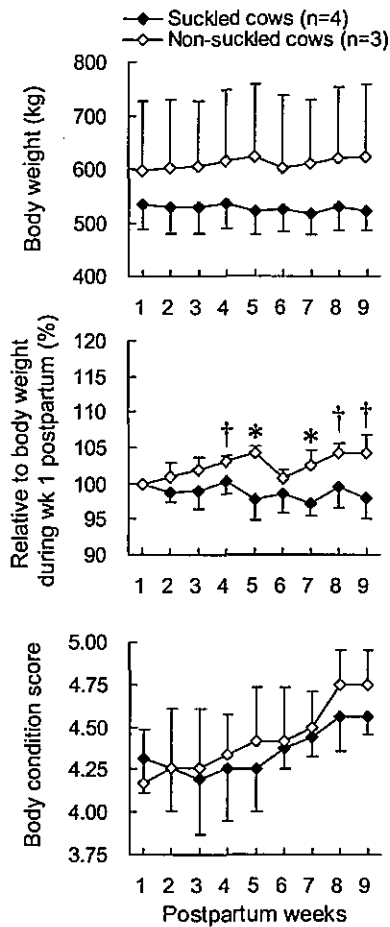 Suckled cows (n=4)
Non-suckled cows (n=3)
Body weight (kg)
800
700
600
500
400
1 2 3 4 5 6 7 8 9
Relative to body weight
during wk 1 postpartum (%)
120
115
110
105
100
95
90
† * * † †
1 2 3 4 5 6 7 8 9
Body condition score
5.00
4.75
4.50
4.25
4.00
3.75
1 2 3 4 5 6 7 8 9
Postpartum weeks